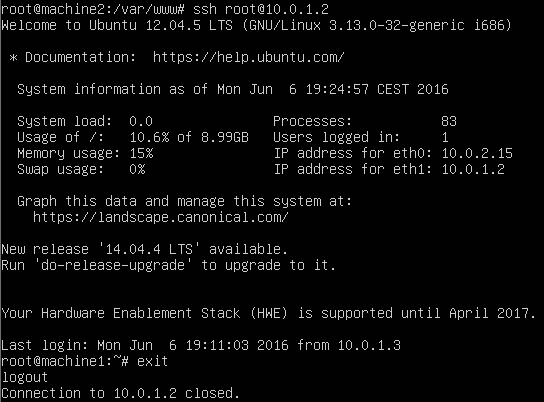 root@machine2:/var/www# ssh root@10.0.1.2
Welcome to Ubuntu 12.04.5 LTS (GNU/Linux 3.13.0-32-generic i686)
* Documentation:  https://help.ubuntu.com/
System information as of Mon Jun  6 19:24:57 CEST 2016
System load:  0.0               Processes:           83
Usage of /:   10.6% of 8.99GB   Users logged in:     1
Memory usage: 15%               IP address for eth0: 10.0.2.15
Swap usage:   0%                IP address for eth1: 10.0.1.2
Graph this data and manage this system at:
https://landscape.canonical.com/
New release '14.04.4 LTS' available.
Run 'do-release-upgrade' to upgrade to it.
Your Hardware Enablement Stack (HWE) is supported until April 2017.
Last login: Mon Jun  6 19:11:03 2016 from 10.0.1.3
root@machine1:~# exit
logout
Connection to 10.0.1.2 closed.